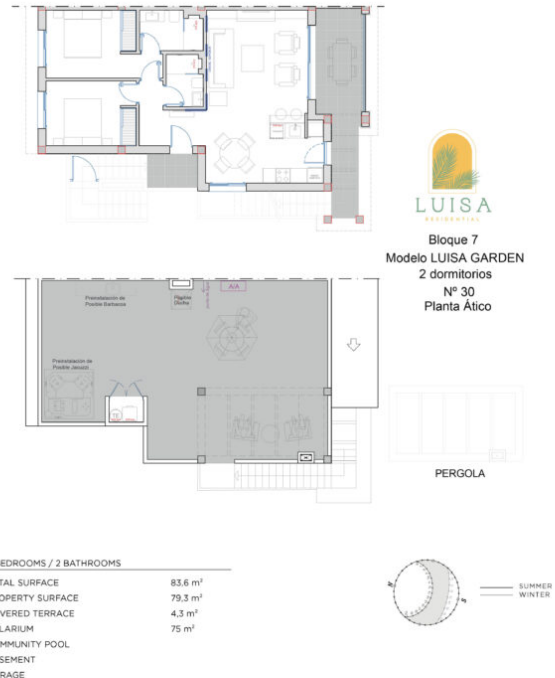 LUISA
RESIDENTIAL
Bloque 7
Modelo LUISA GARDEN
2 dormitorios
Nº 30
Planta Ático
A/A
Preinstalación de
Posible Barbacoa
Ducha
Preinstalación de
Posible Jacuzzi
PERGOLA
EDROOMS / 2 BATHROOMS
TAL SURFACE 83,6 m²
OPERTY SURFACE 79,3 m²
VERED TERRACE 4,3 m²
LARIUM 75 m²
MMUNITY POOL
SEMENT
RAGE
N
S
SUMMER
WINTER